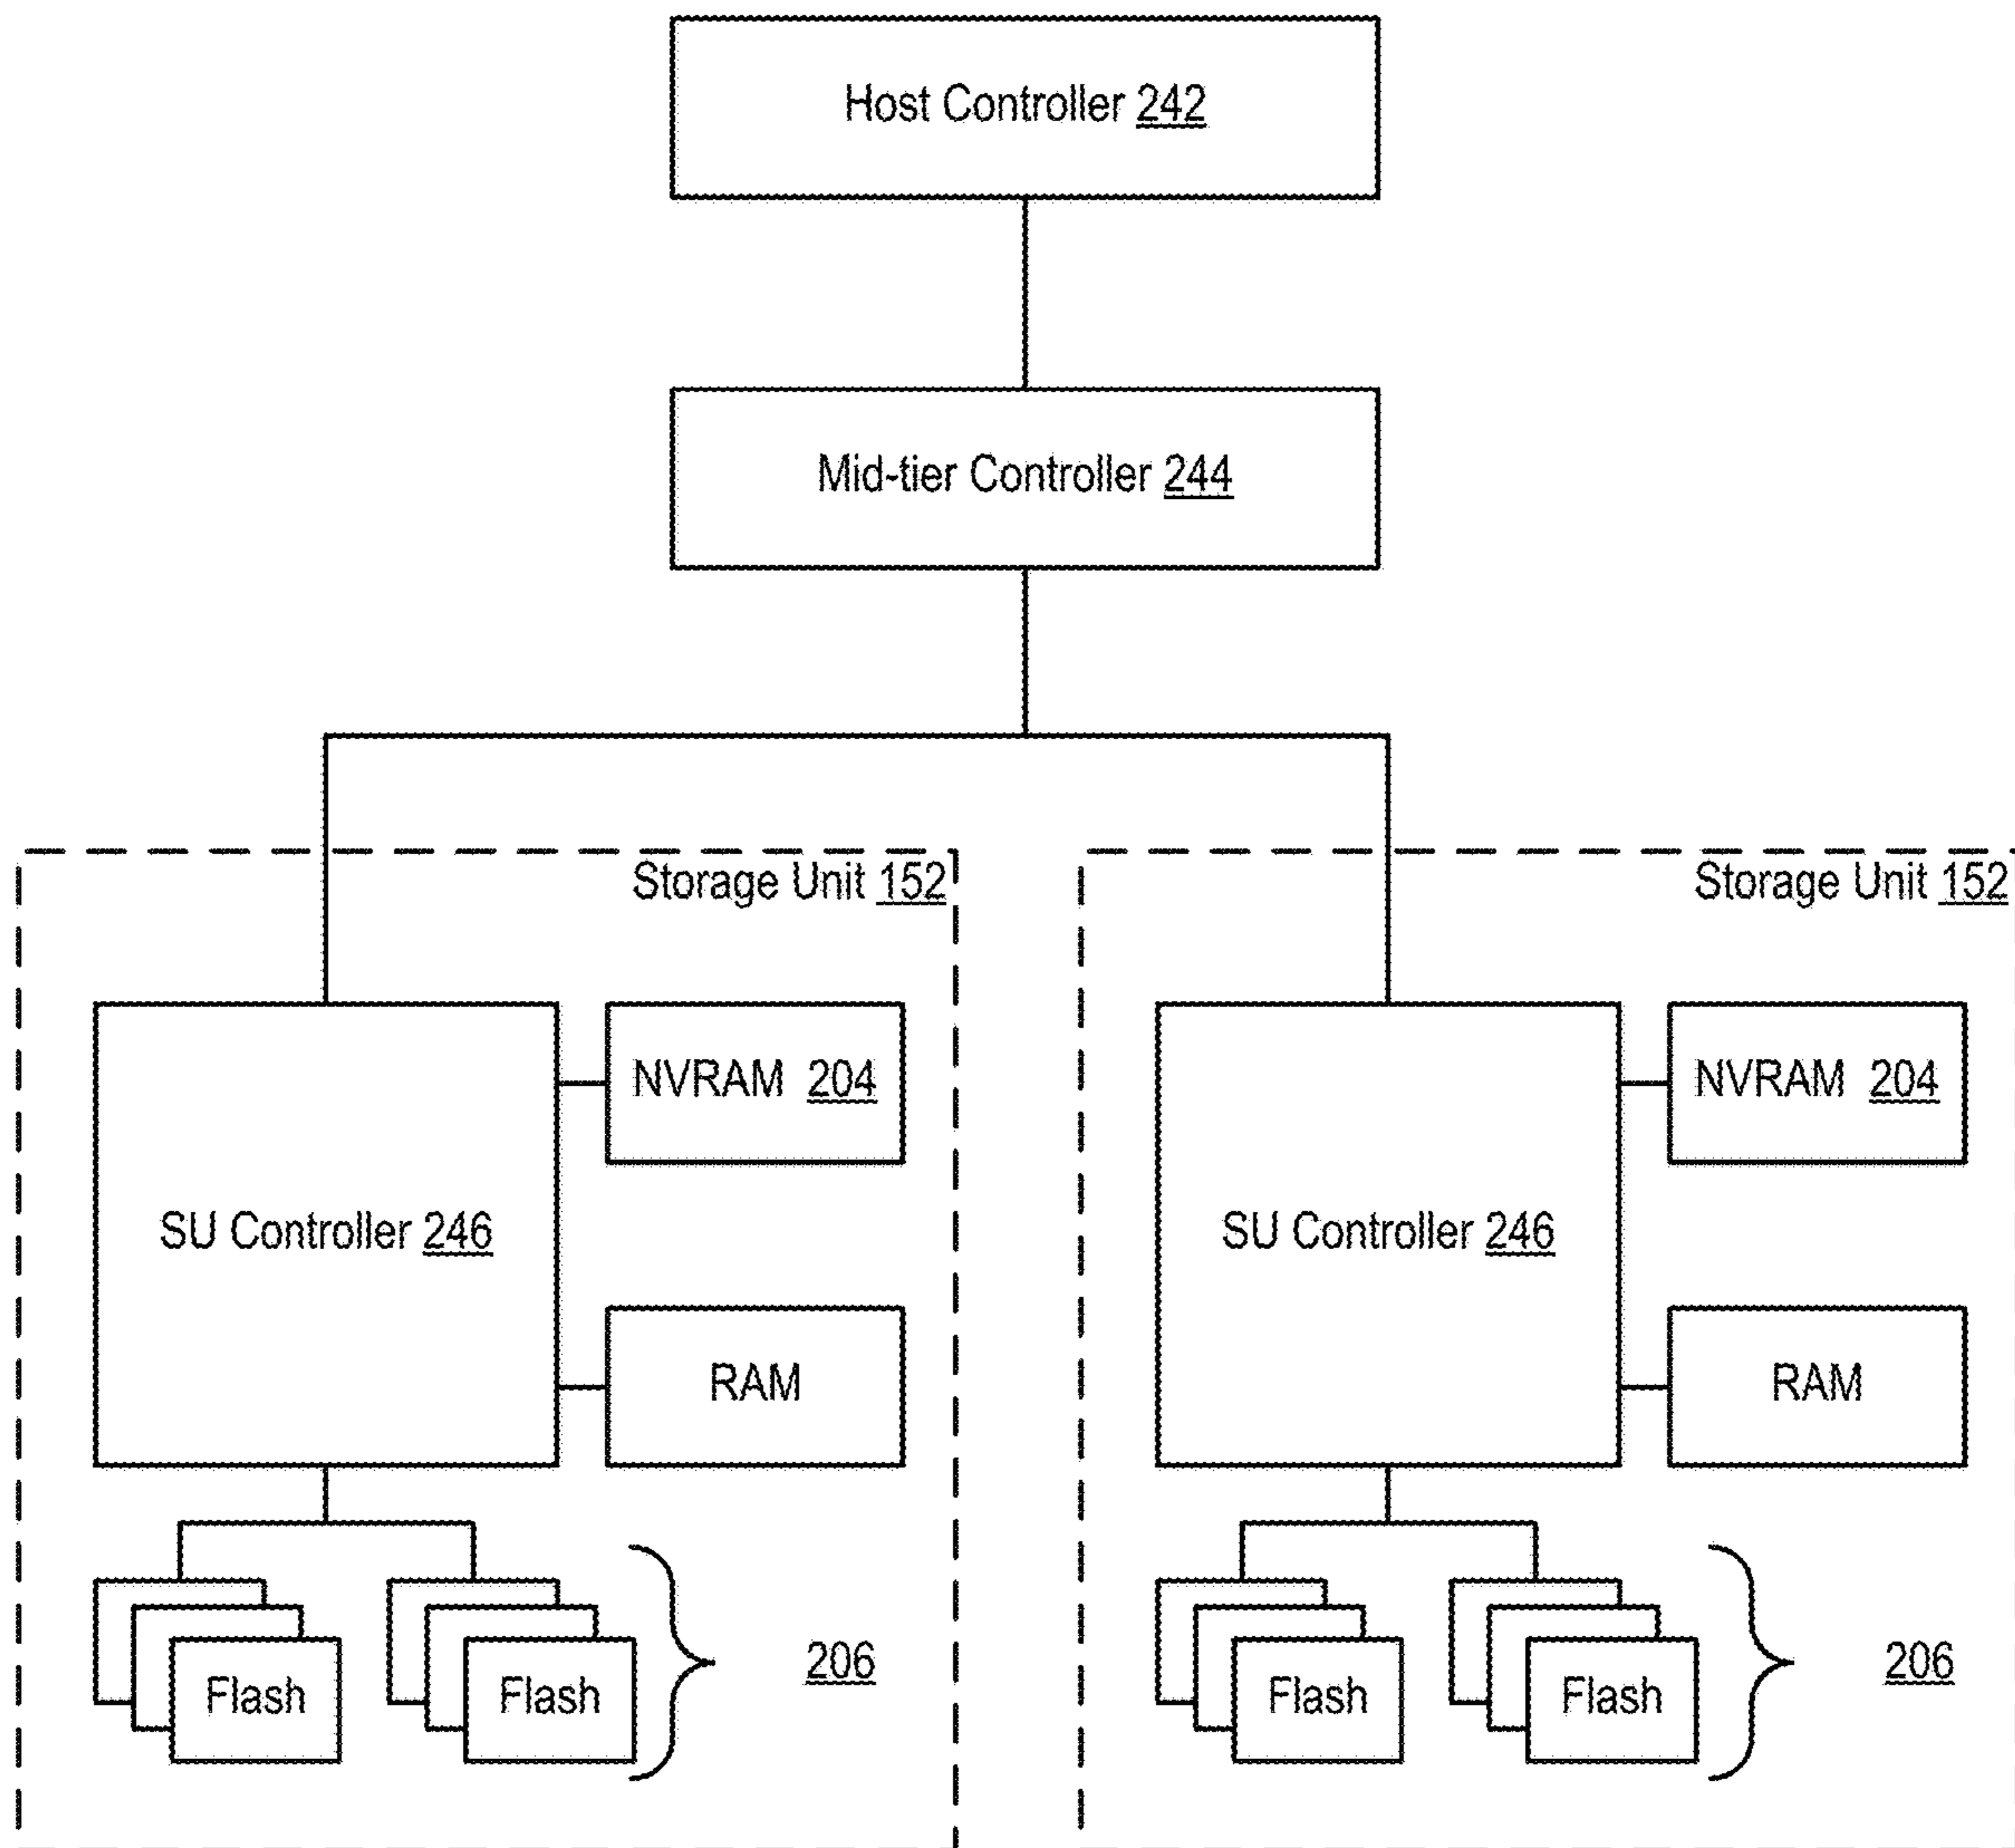 Host Controller 242
Mid-tier Controller 244
Storage Unit 152
Storage Unit 152
NVRAM 204
NVRAM 204
SU Controller 246
SU Controller 246
RAM
RAM
Flash
Flash
206
Flash
Flash
206